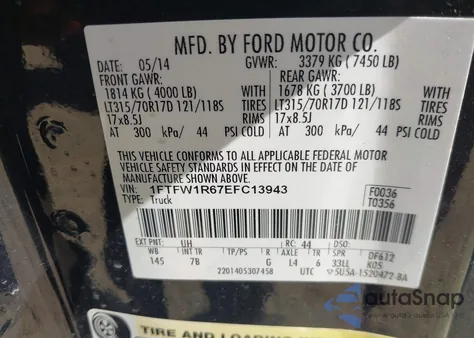 MFD. BY FORD MOTOR CO.
DATE: 05/14 GVWR: 3379 KG (7450 LB)
FRONT GAWR: REAR GAWR:
1814 KG (4000 LB) WITH 1678 KG (3700 LB) WITH
LT315/70R17D 121/118S TIRES LT315/70R17D 121/118S TIRES
17x8.5J RIMS 17x8.5J RIMS
AT 300 kPa/ 44 PSI COLD AT 300 kPa/ 44 PSI COLD
THIS VEHICLE CONFORMS TO ALL APPLICABLE FEDERAL MOTOR
VEHICLE SAFETY STANDARDS IN EFFECT ON THE DATE OF
MANUFACTURE SHOWN ABOVE.
VIN: 1FTFW1R67EFC13943 F0036
TYPE: Truck T0356
EXT PNT: UH RC: 44 DSO:
WB INT TR TP/PS R AXLE TR SPR DF612
145 7B G L4 6 33LL K05
2201405307458 UTC 5U5A-1520472-BA
autoSnap
TIRE AND